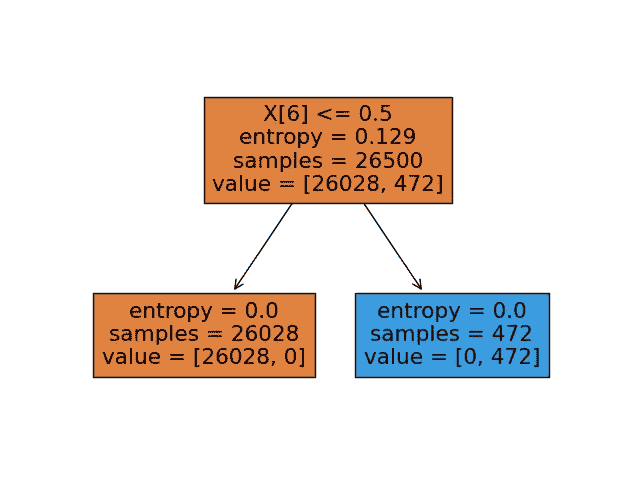 X[6] <= 0.5
entropy = 0.129
samples = 26500
value = [26028, 472]
entropy = 0.0
samples = 26028
value = [26028, 0]
entropy = 0.0
samples = 472
value = [0, 472]